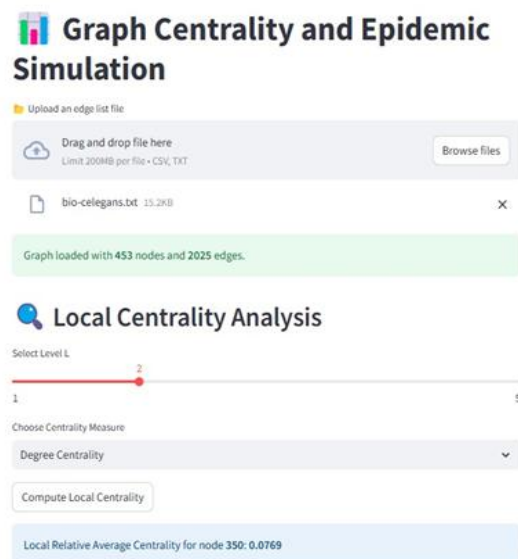 Graph Centrality and Epidemic
Simulation
Upload an edge list file
Drag and drop file here
Limit 200MB per file • CSV, TXT
Browse files
bio-celegans.txt 15.2KB
Graph loaded with 453 nodes and 2025 edges.
Local Centrality Analysis
Select Level L
2
1
5
Choose Centrality Measure
Degree Centrality
Compute Local Centrality
Local Relative Average Centrality for node 350: 0.0769